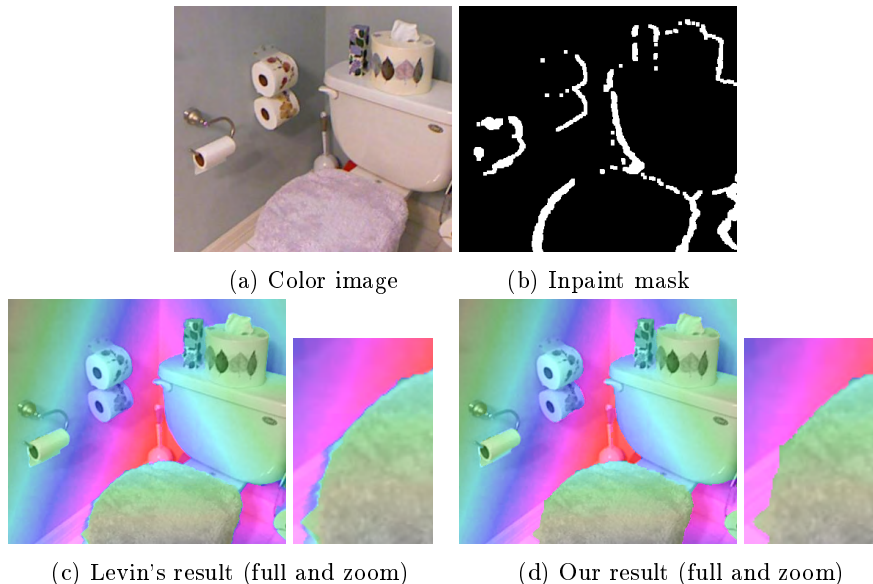 (a) Color image
(b) Inpaint mask
(c) Levin's result (full and zoom)
(d) Our result (full and zoom)